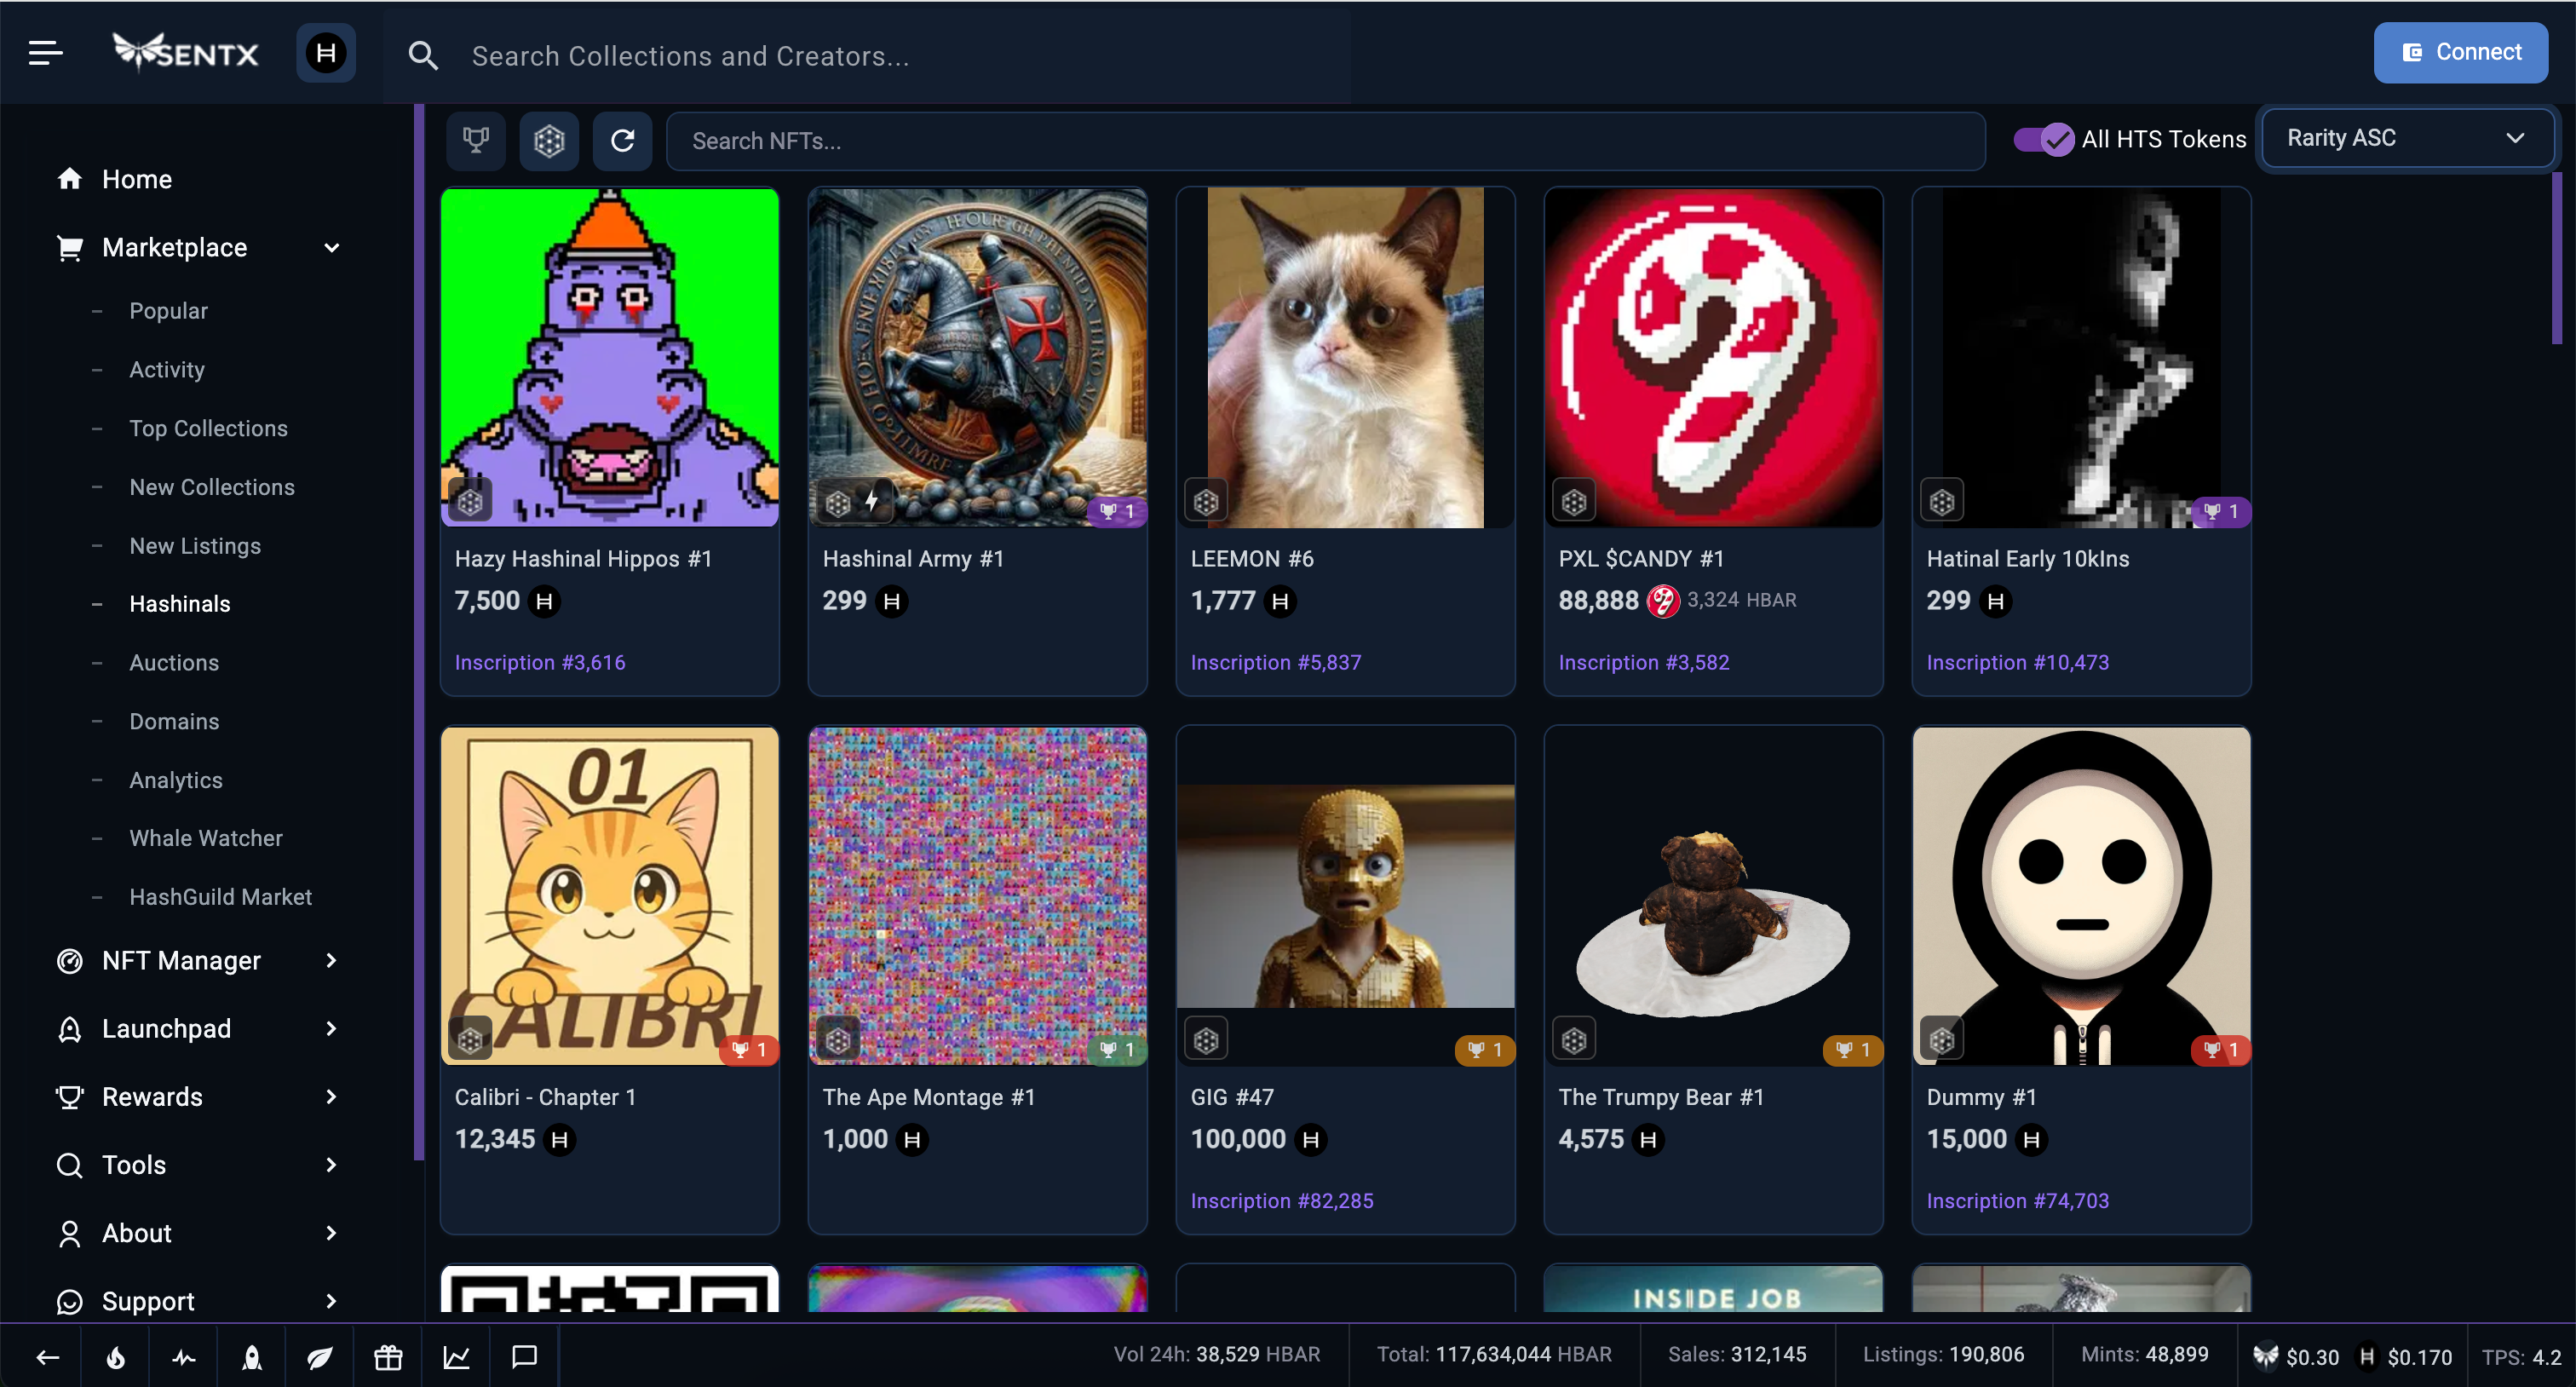 SENTX
Search Collections and Creators...
Connect
Home
Marketplace
Popular
Activity
Top Collections
New Collections
New Listings
Hashinals
Auctions
Domains
Analytics
Whale Watcher
HashGuild Market
NFT Manager
Launchpad
Rewards
Tools
About
Support
Search NFTs...
All HTS Tokens
Rarity ASC
Hazy Hashinal Hippos #1
7,500
Inscription #3,616
1
Hashinal Army #1
299
LEEMON #6
1,777
Inscription #5,837
PXL $CANDY #1
88,888 3,324 HBAR
Inscription #3,582
1
Hatinal Early 10kIns
299
Inscription #10,473
01
CALIBRI
1
Calibri - Chapter 1
12,345
1
The Ape Montage #1
1,000
1
GIG #47
100,000
Inscription #82,285
1
The Trumpy Bear #1
4,575
1
Dummy #1
15,000
Inscription #74,703
INSIDE JOB
Vol 24h: 38,529 HBAR
Total: 117,634,044 HBAR
Sales: 312,145
Listings: 190,806
Mints: 48,899
$0.30
$0.170
TPS: 4.2